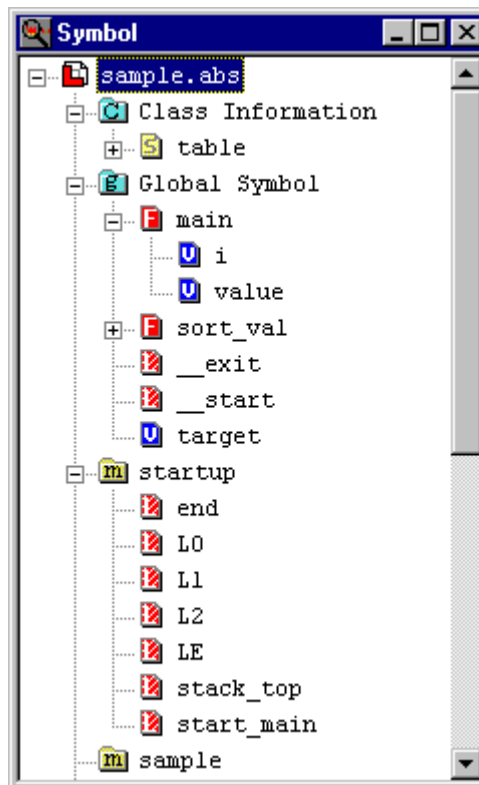 Symbol
sample.abs
Class Information
table
Global Symbol
main
i
value
sort_val
__exit
__start
target
startup
end
L0
L1
L2
LE
stack_top
start_main
sample